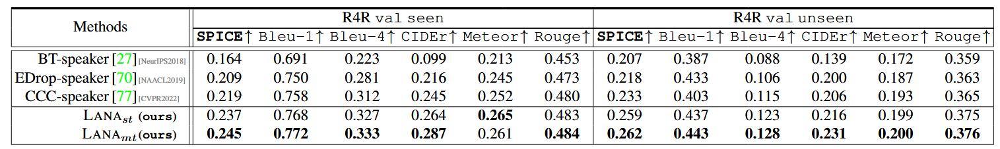 Methods R4R val seen R4R val unseen
SPICE↑ Bleu-1↑ Bleu-4↑ CIDEr↑ Meteor↑ Rouge↑ SPICE↑ Bleu-1↑ Bleu-4↑ CIDEr↑ Meteor↑ Rouge↑
BT-speaker [27] [NeurIPS2018] 0.164 0.691 0.223 0.099 0.213 0.453 0.207 0.387 0.088 0.139 0.172 0.359
EDrop-speaker [70] [NAACL2019] 0.209 0.750 0.281 0.216 0.245 0.473 0.218 0.433 0.106 0.200 0.187 0.363
CCC-speaker [77] [CVPR2022] 0.219 0.758 0.312 0.245 0.252 0.480 0.233 0.403 0.115 0.206 0.193 0.365
LANAst (ours) 0.237 0.768 0.327 0.264 0.265 0.483 0.259 0.437 0.123 0.216 0.199 0.375
LANAmt(ours) 0.245 0.772 0.333 0.287 0.261 0.484 0.262 0.443 0.128 0.231 0.200 0.376